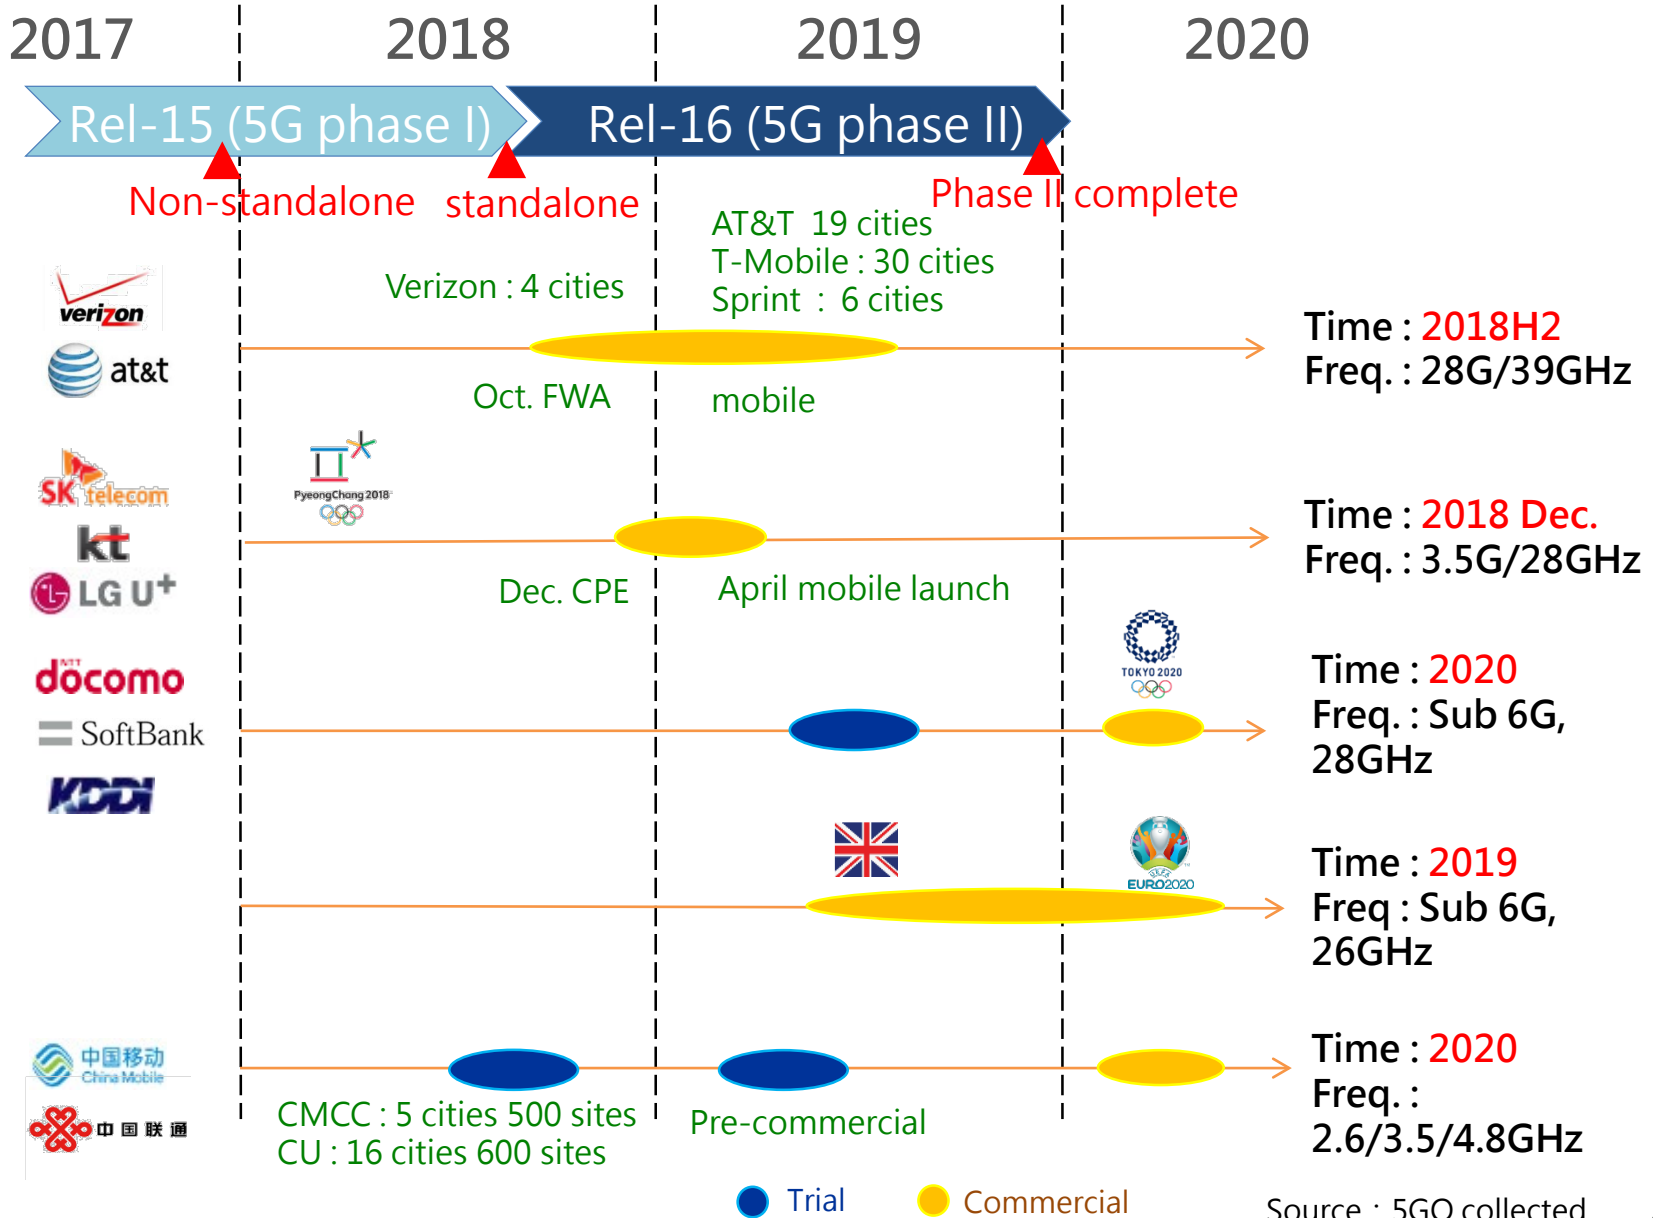 2017 2018 2019 2020
Rel-15 (5G phase I) Rel-16 (5G phase II)
Non-standalone standalone Phase II complete
AT&T 19 cities
T-Mobile : 30 cities
Sprint : 6 cities
Verizon : 4 cities
verizon
at&t
Oct. FWA mobile
Time : 2018H2
Freq. : 28G/39GHz
SK telecom
kt
LG U+
PyeongChang 2018
Dec. CPE April mobile launch
Time : 2018 Dec.
Freq. : 3.5G/28GHz
NTT
döcomo
SoftBank
KDDI
TOKYO 2020
Time : 2020
Freq. : Sub 6G,
28GHz
UEFA
EURO2020
Time : 2019
Freq : Sub 6G,
26GHz
中国移动
China Mobile
中国联通
CMCC : 5 cities 500 sites
CU : 16 cities 600 sites
Pre-commercial
Time : 2020
Freq. :
2.6/3.5/4.8GHz
Trial Commercial
Source : 5GO collected